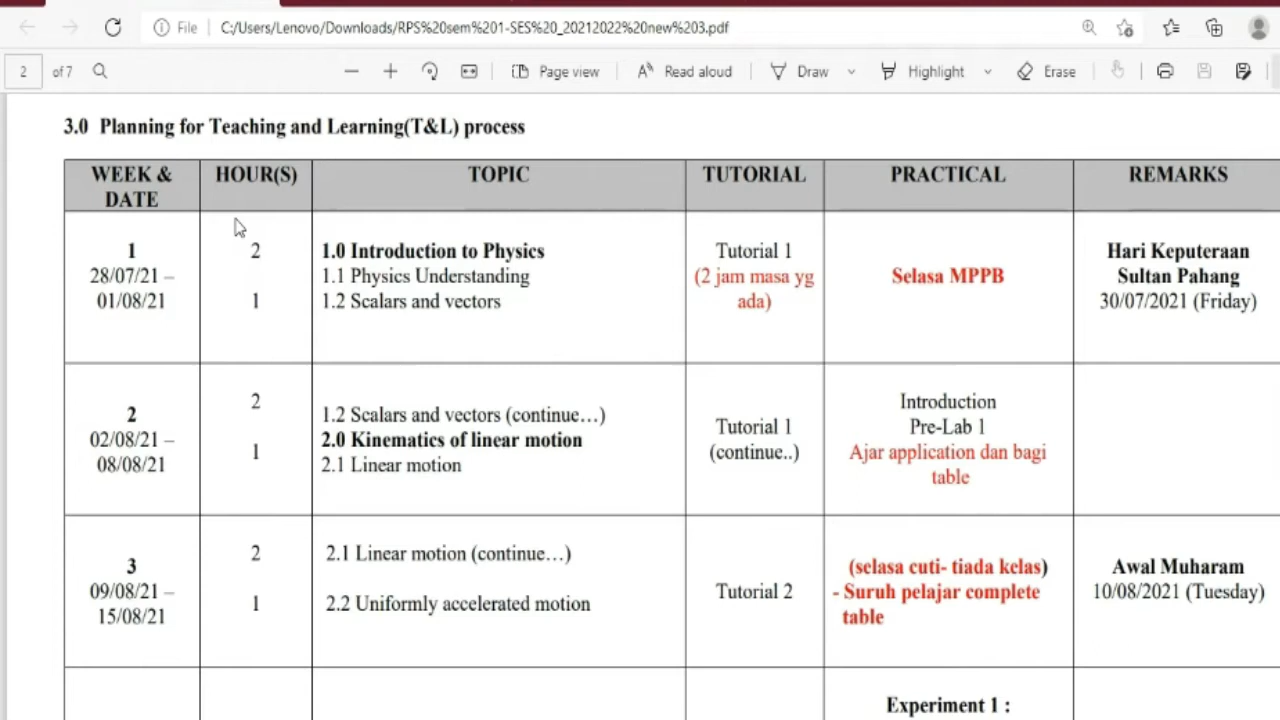 File C:/Users/Lenovo/Downloads/RPS%20sem%201-SES%20_20212022%20new%203.pdf
2 of 7 Page view Read aloud Draw Highlight Erase
3.0 Planning for Teaching and Learning(T&L) process
WEEK & DATE HOUR(S) TOPIC TUTORIAL PRACTICAL REMARKS
1
28/07/21 –
01/08/21
2
1
1.0 Introduction to Physics
1.1 Physics Understanding
1.2 Scalars and vectors
Tutorial 1
(2 jam masa yg
ada)
Selasa MPPB
Hari Keputeraan
Sultan Pahang
30/07/2021 (Friday)
2
02/08/21 –
08/08/21
2
1
1.2 Scalars and vectors (continue…)
2.0 Kinematics of linear motion
2.1 Linear motion
Tutorial 1
(continue..)
Introduction
Pre-Lab 1
Ajar application dan bagi
table
3
09/08/21 –
15/08/21
2
1
2.1 Linear motion (continue…)
2.2 Uniformly accelerated motion
Tutorial 2
(selasa cuti- tiada kelas)
- Suruh pelajar complete
table
Awal Muharam
10/08/2021 (Tuesday)
Experiment 1 :